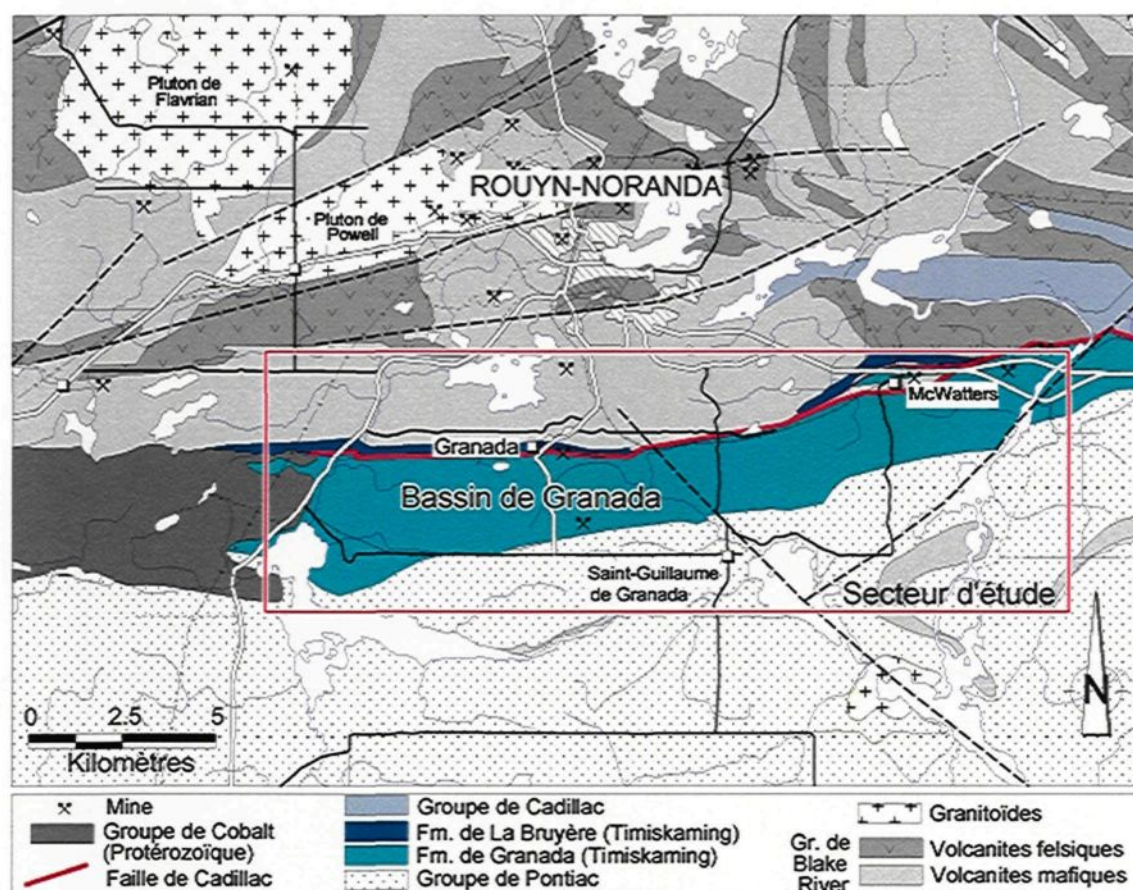 Pluton de
Flavrian
ROUYN-NORANDA
Pluton de
Powell
McWatters
Granada
Bassin de Granada
Saint-Guillaume
de Granada
Secteur d'étude
N
0 2.5 5
Kilomètres
Mine
Groupe de Cobalt
(Protérozoïque)
Faille de Cadillac
Groupe de Cadillac
Fm. de La Bruyère (Timiskaming)
Fm. de Granada (Timiskaming)
Groupe de Pontiac
Granitoïdes
Gr. de
Blake
River
Volcanites felsiques
Volcanites mafiques